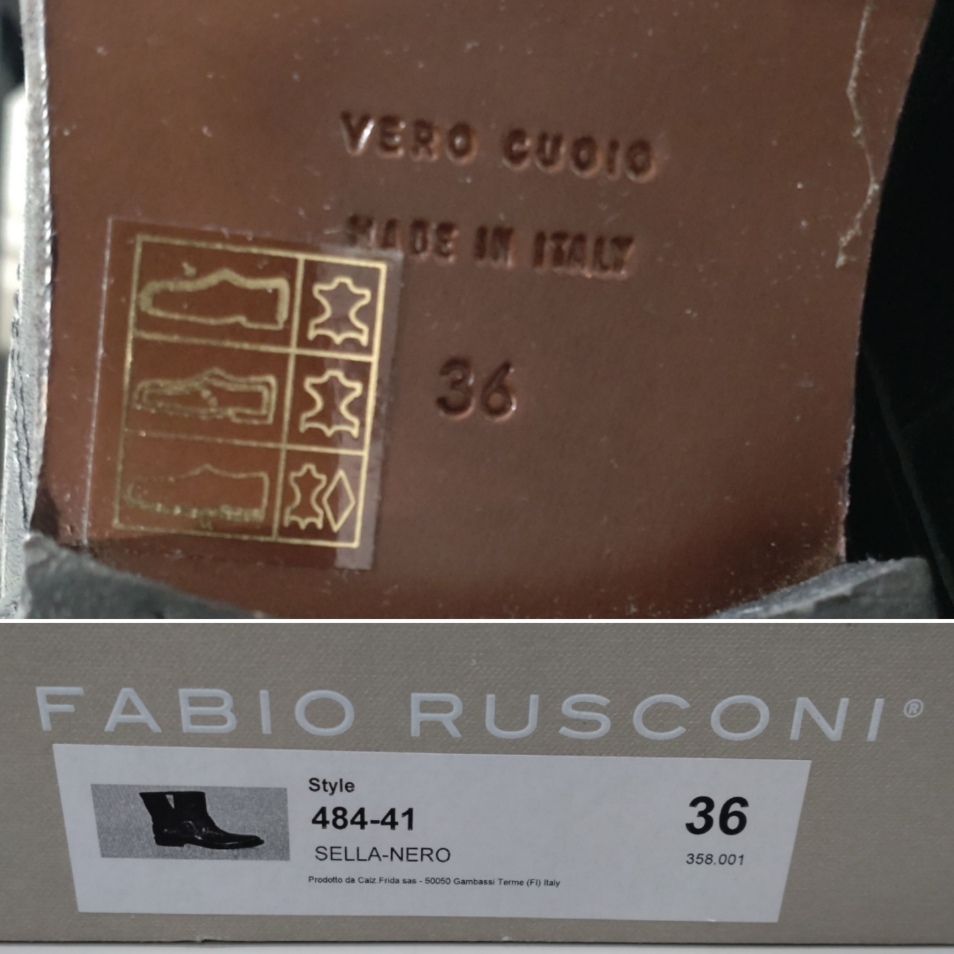 VERO CUOIO
MADE IN ITALY
36
FABIO RUSCONI®
Style
484-41
SELLA-NERO
36
358.001
Prodotto da Calz.Frida sas - 50050 Gambassi Terme (FI) Italy